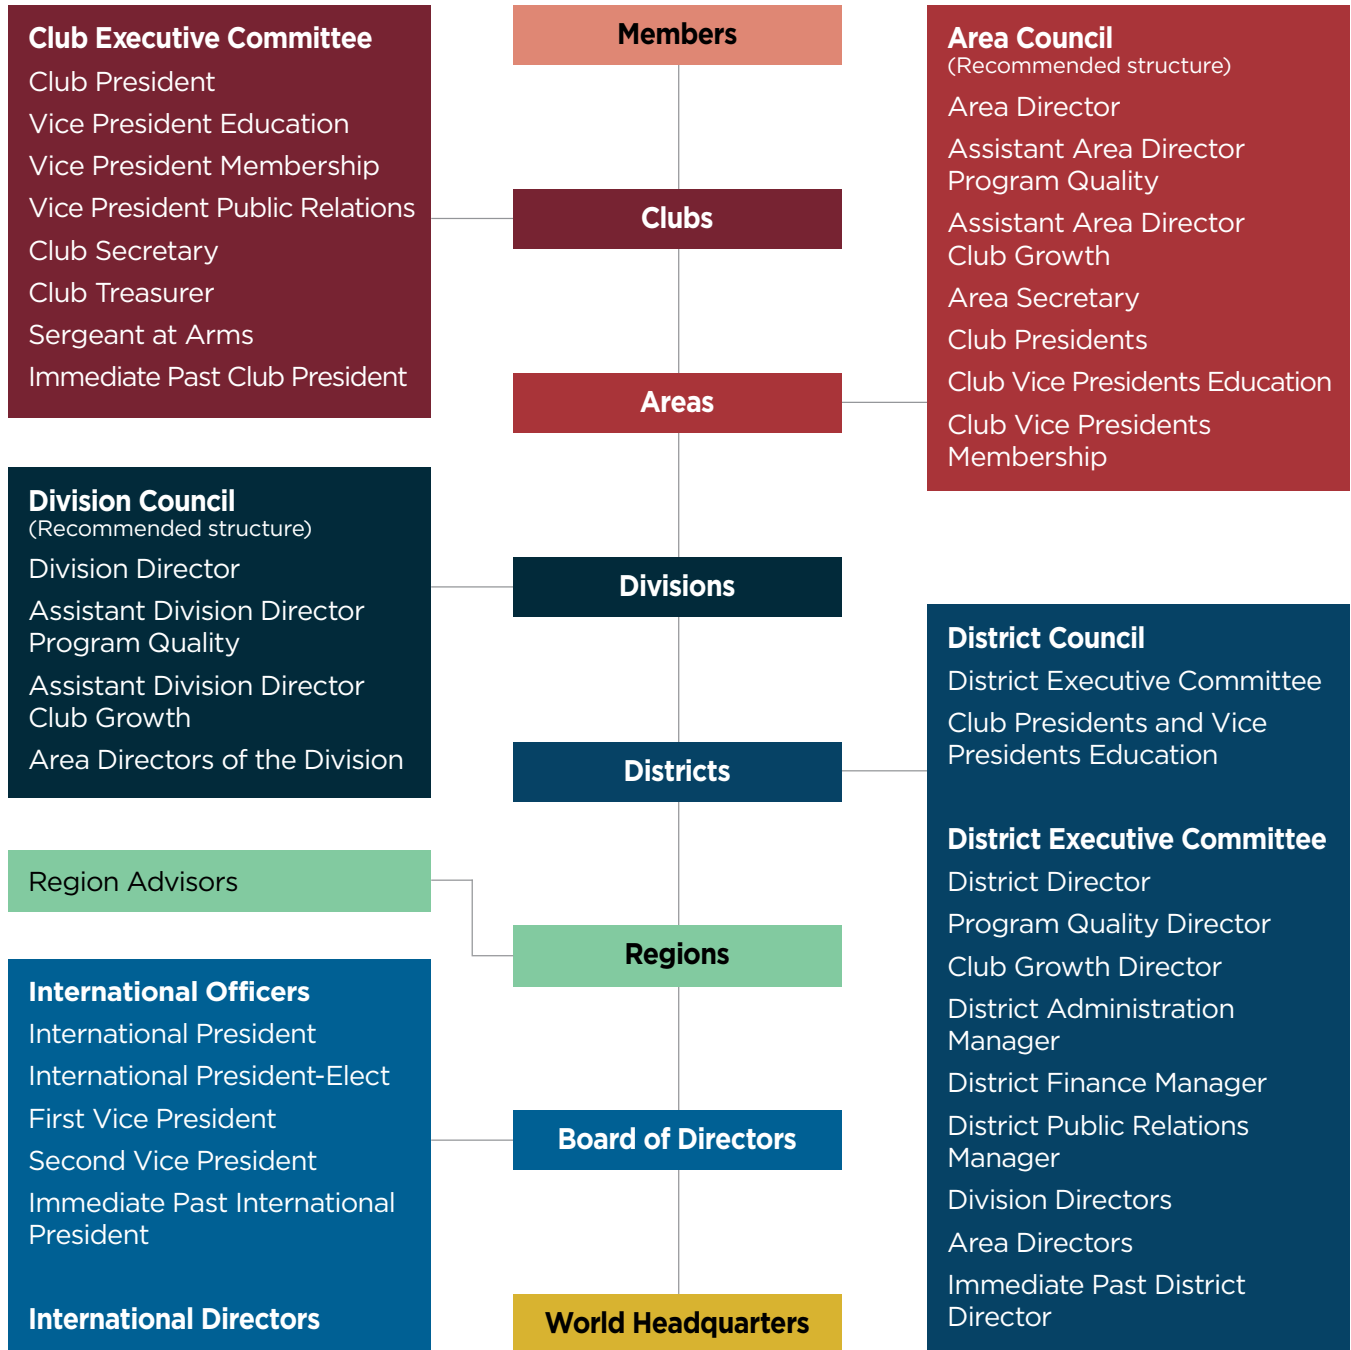 Club Executive Committee
Club President
Vice President Education
Vice President Membership
Vice President Public Relations
Club Secretary
Club Treasurer
Sergeant at Arms
Immediate Past Club President
Members
Clubs
Areas
Area Council
(Recommended structure)
Area Director
Assistant Area Director
Program Quality
Assistant Area Director
Club Growth
Area Secretary
Club Presidents
Club Vice Presidents Education
Club Vice Presidents
Membership
Division Council
(Recommended structure)
Division Director
Assistant Division Director
Program Quality
Assistant Division Director
Club Growth
Area Directors of the Division
Divisions
Districts
District Council
District Executive Committee
Club Presidents and Vice
Presidents Education
District Executive Committee
District Director
Program Quality Director
Club Growth Director
District Administration
Manager
District Finance Manager
District Public Relations
Manager
Division Directors
Area Directors
Immediate Past District
Director
Region Advisors
Regions
International Officers
International President
International President-Elect
First Vice President
Second Vice President
Immediate Past International
President
International Directors
Board of Directors
World Headquarters